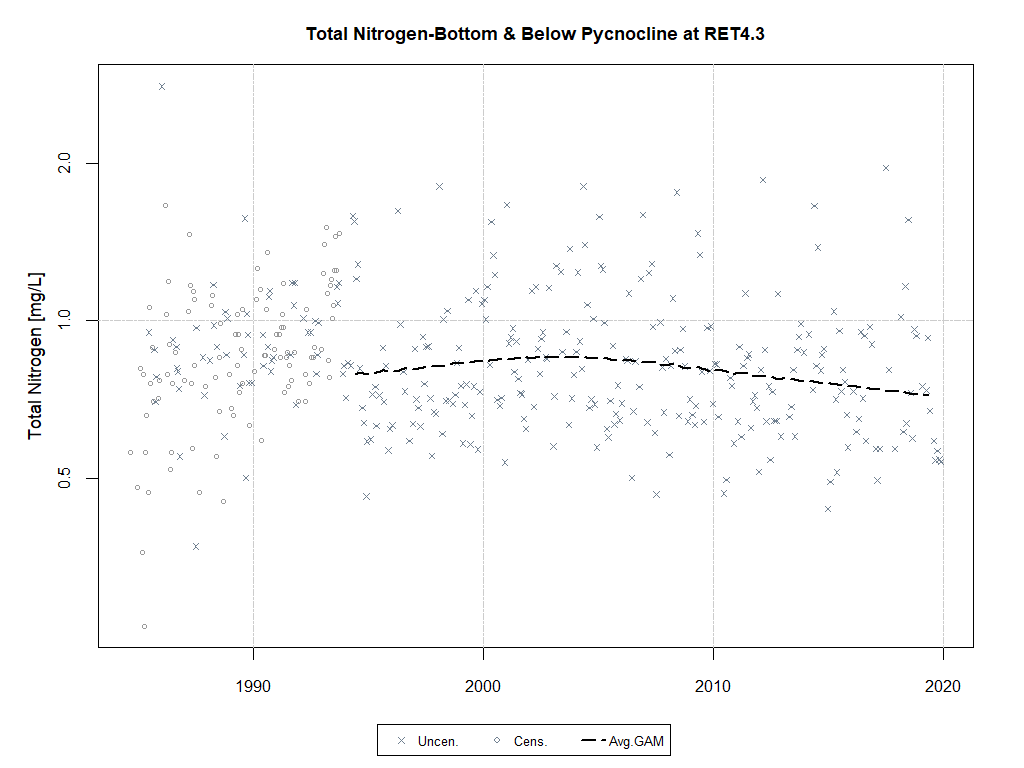 Total Nitrogen-Bottom & Below Pycnocline at RET4.3
Total Nitrogen [mg/L]
2.0
1.0
0.5
1990 2000 2010 2020
Uncen. Cens. Avg.GAM